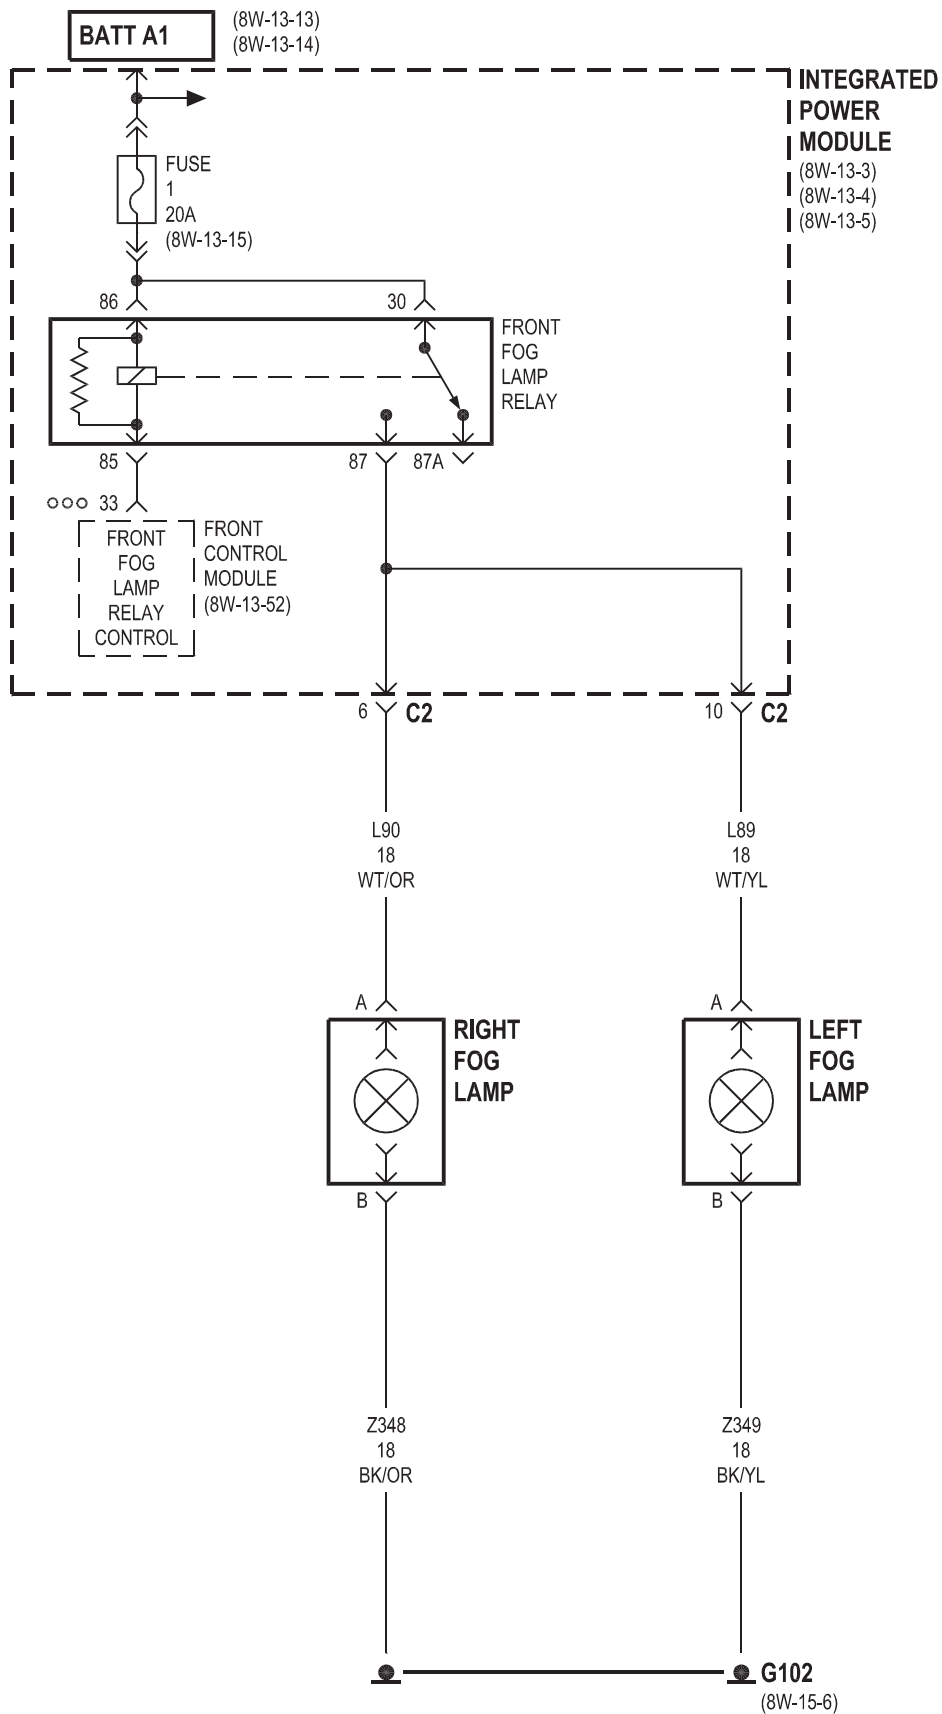 BATT A1
(8W-13-13)
(8W-13-14)
INTEGRATED
POWER
MODULE
(8W-13-3)
(8W-13-4)
(8W-13-5)
FUSE
1
20A
(8W-13-15)
86
30
FRONT
FOG
LAMP
RELAY
85
87
87A
33
FRONT
FOG
LAMP
RELAY
CONTROL
FRONT
CONTROL
MODULE
(8W-13-52)
6
C2
10
C2
L90
18
WT/OR
L89
18
WT/YL
A
RIGHT
FOG
LAMP
B
A
LEFT
FOG
LAMP
B
Z348
18
BK/OR
Z349
18
BK/YL
G102
(8W-15-6)